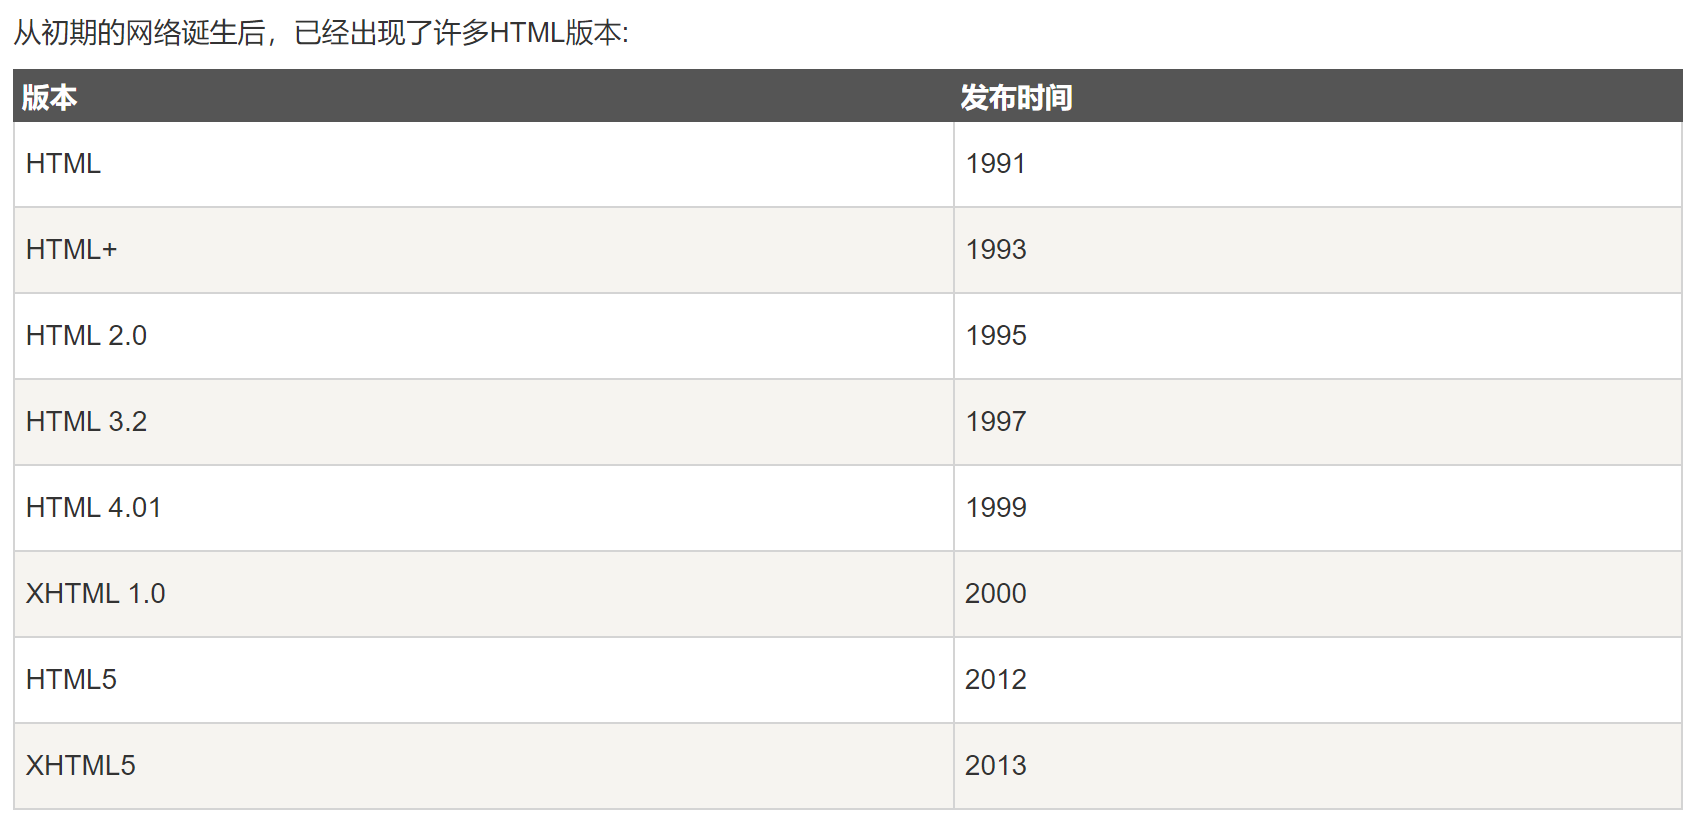 从初期的网络诞生后，已经出现了许多HTML版本:
版本 发布时间
HTML 1991
HTML+ 1993
HTML 2.0 1995
HTML 3.2 1997
HTML 4.01 1999
XHTML 1.0 2000
HTML5 2012
XHTML5 2013